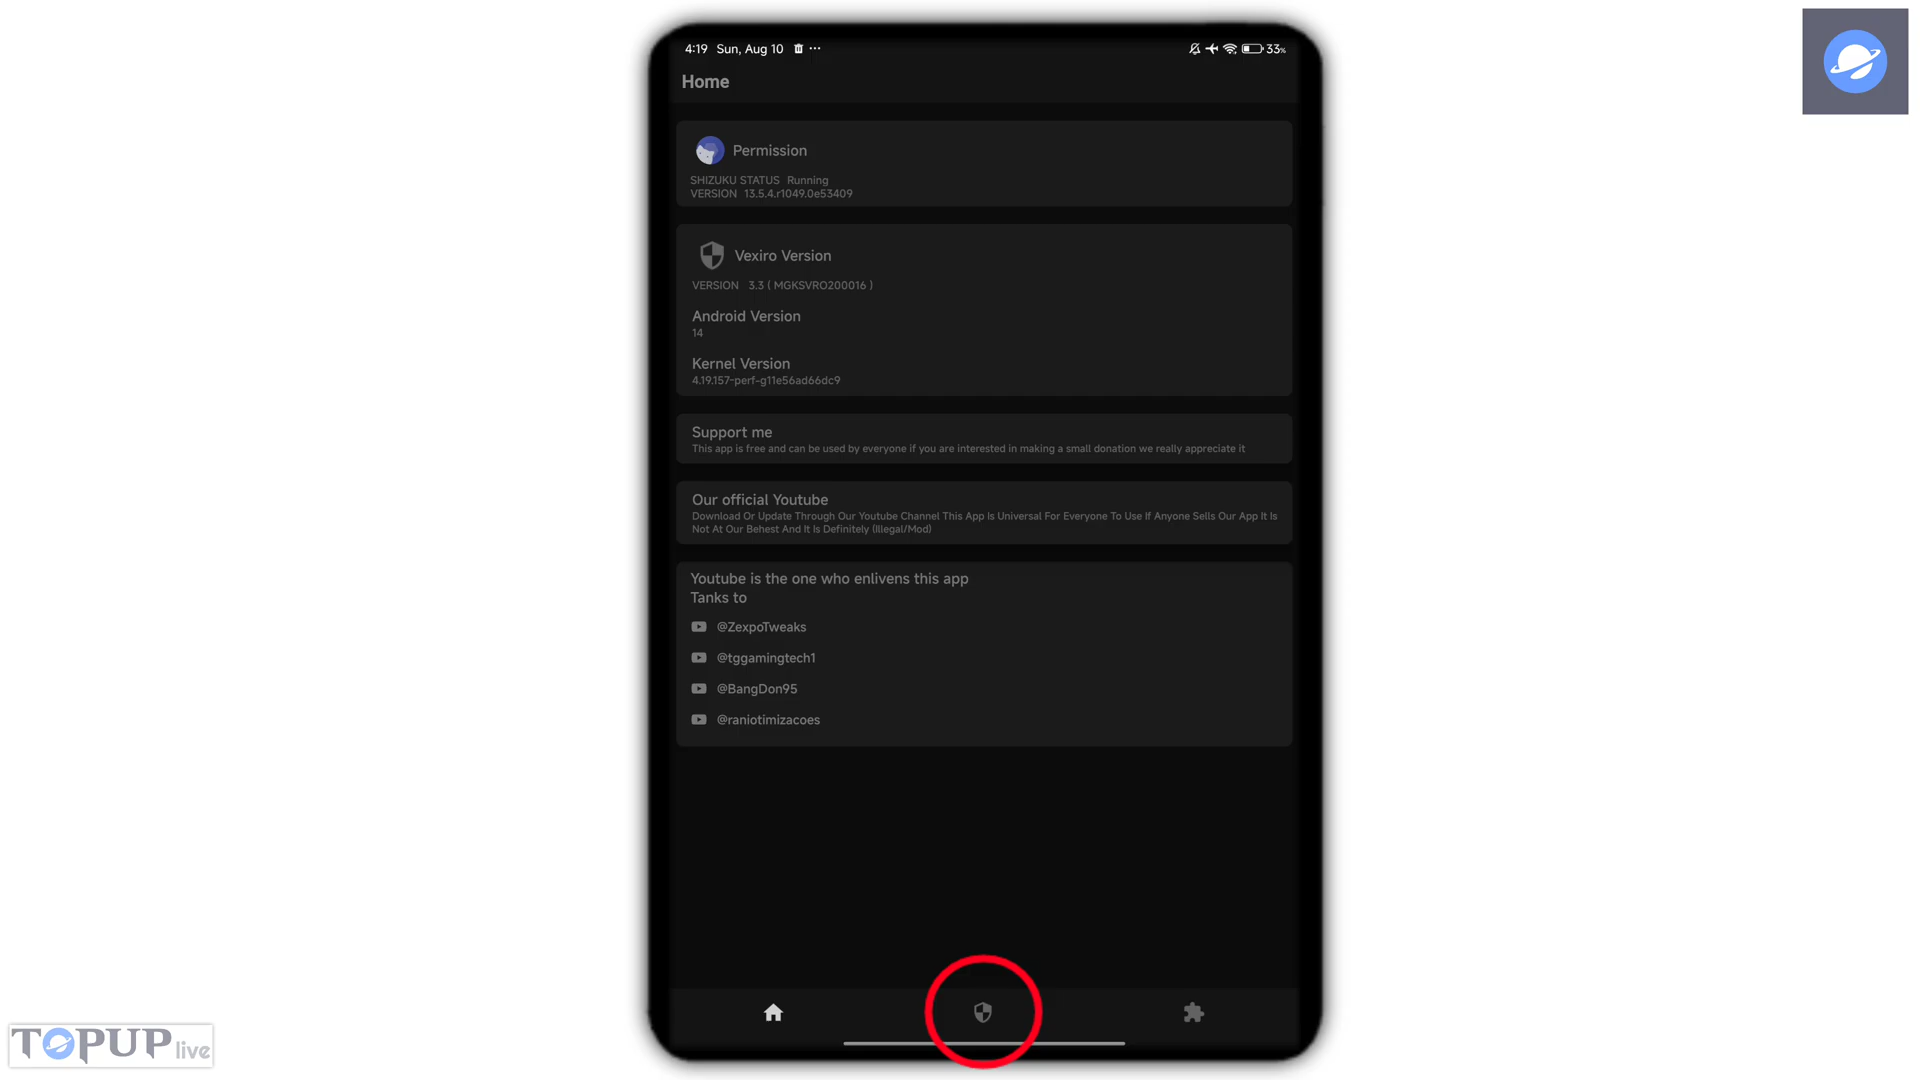 4:19 Sun, Aug 10 ···
33%
Home
Permission
SHIZUKU STATUS Running
VERSION 13.5.4.r1049.0e53409
Vexiro Version
VERSION 3.3 ( MGKSVRO200016 )
Android Version
14
Kernel Version
4.19.157-perf-g11e56ad66dc9
Support me
This app is free and can be used by everyone if you are interested in making a small donation we really appreciate it
Our official Youtube
Download Or Update Through Our Youtube Channel This App Is Universal For Everyone To Use If Anyone Sells Our App It Is
Not At Our Behest And It Is Definitely (Illegal/Mod)
Youtube is the one who enlivens this app
Tanks to
@ZexpoTweaks
@tggamingtech1
@BangDon95
@raniotimizacoes
TOPUP live